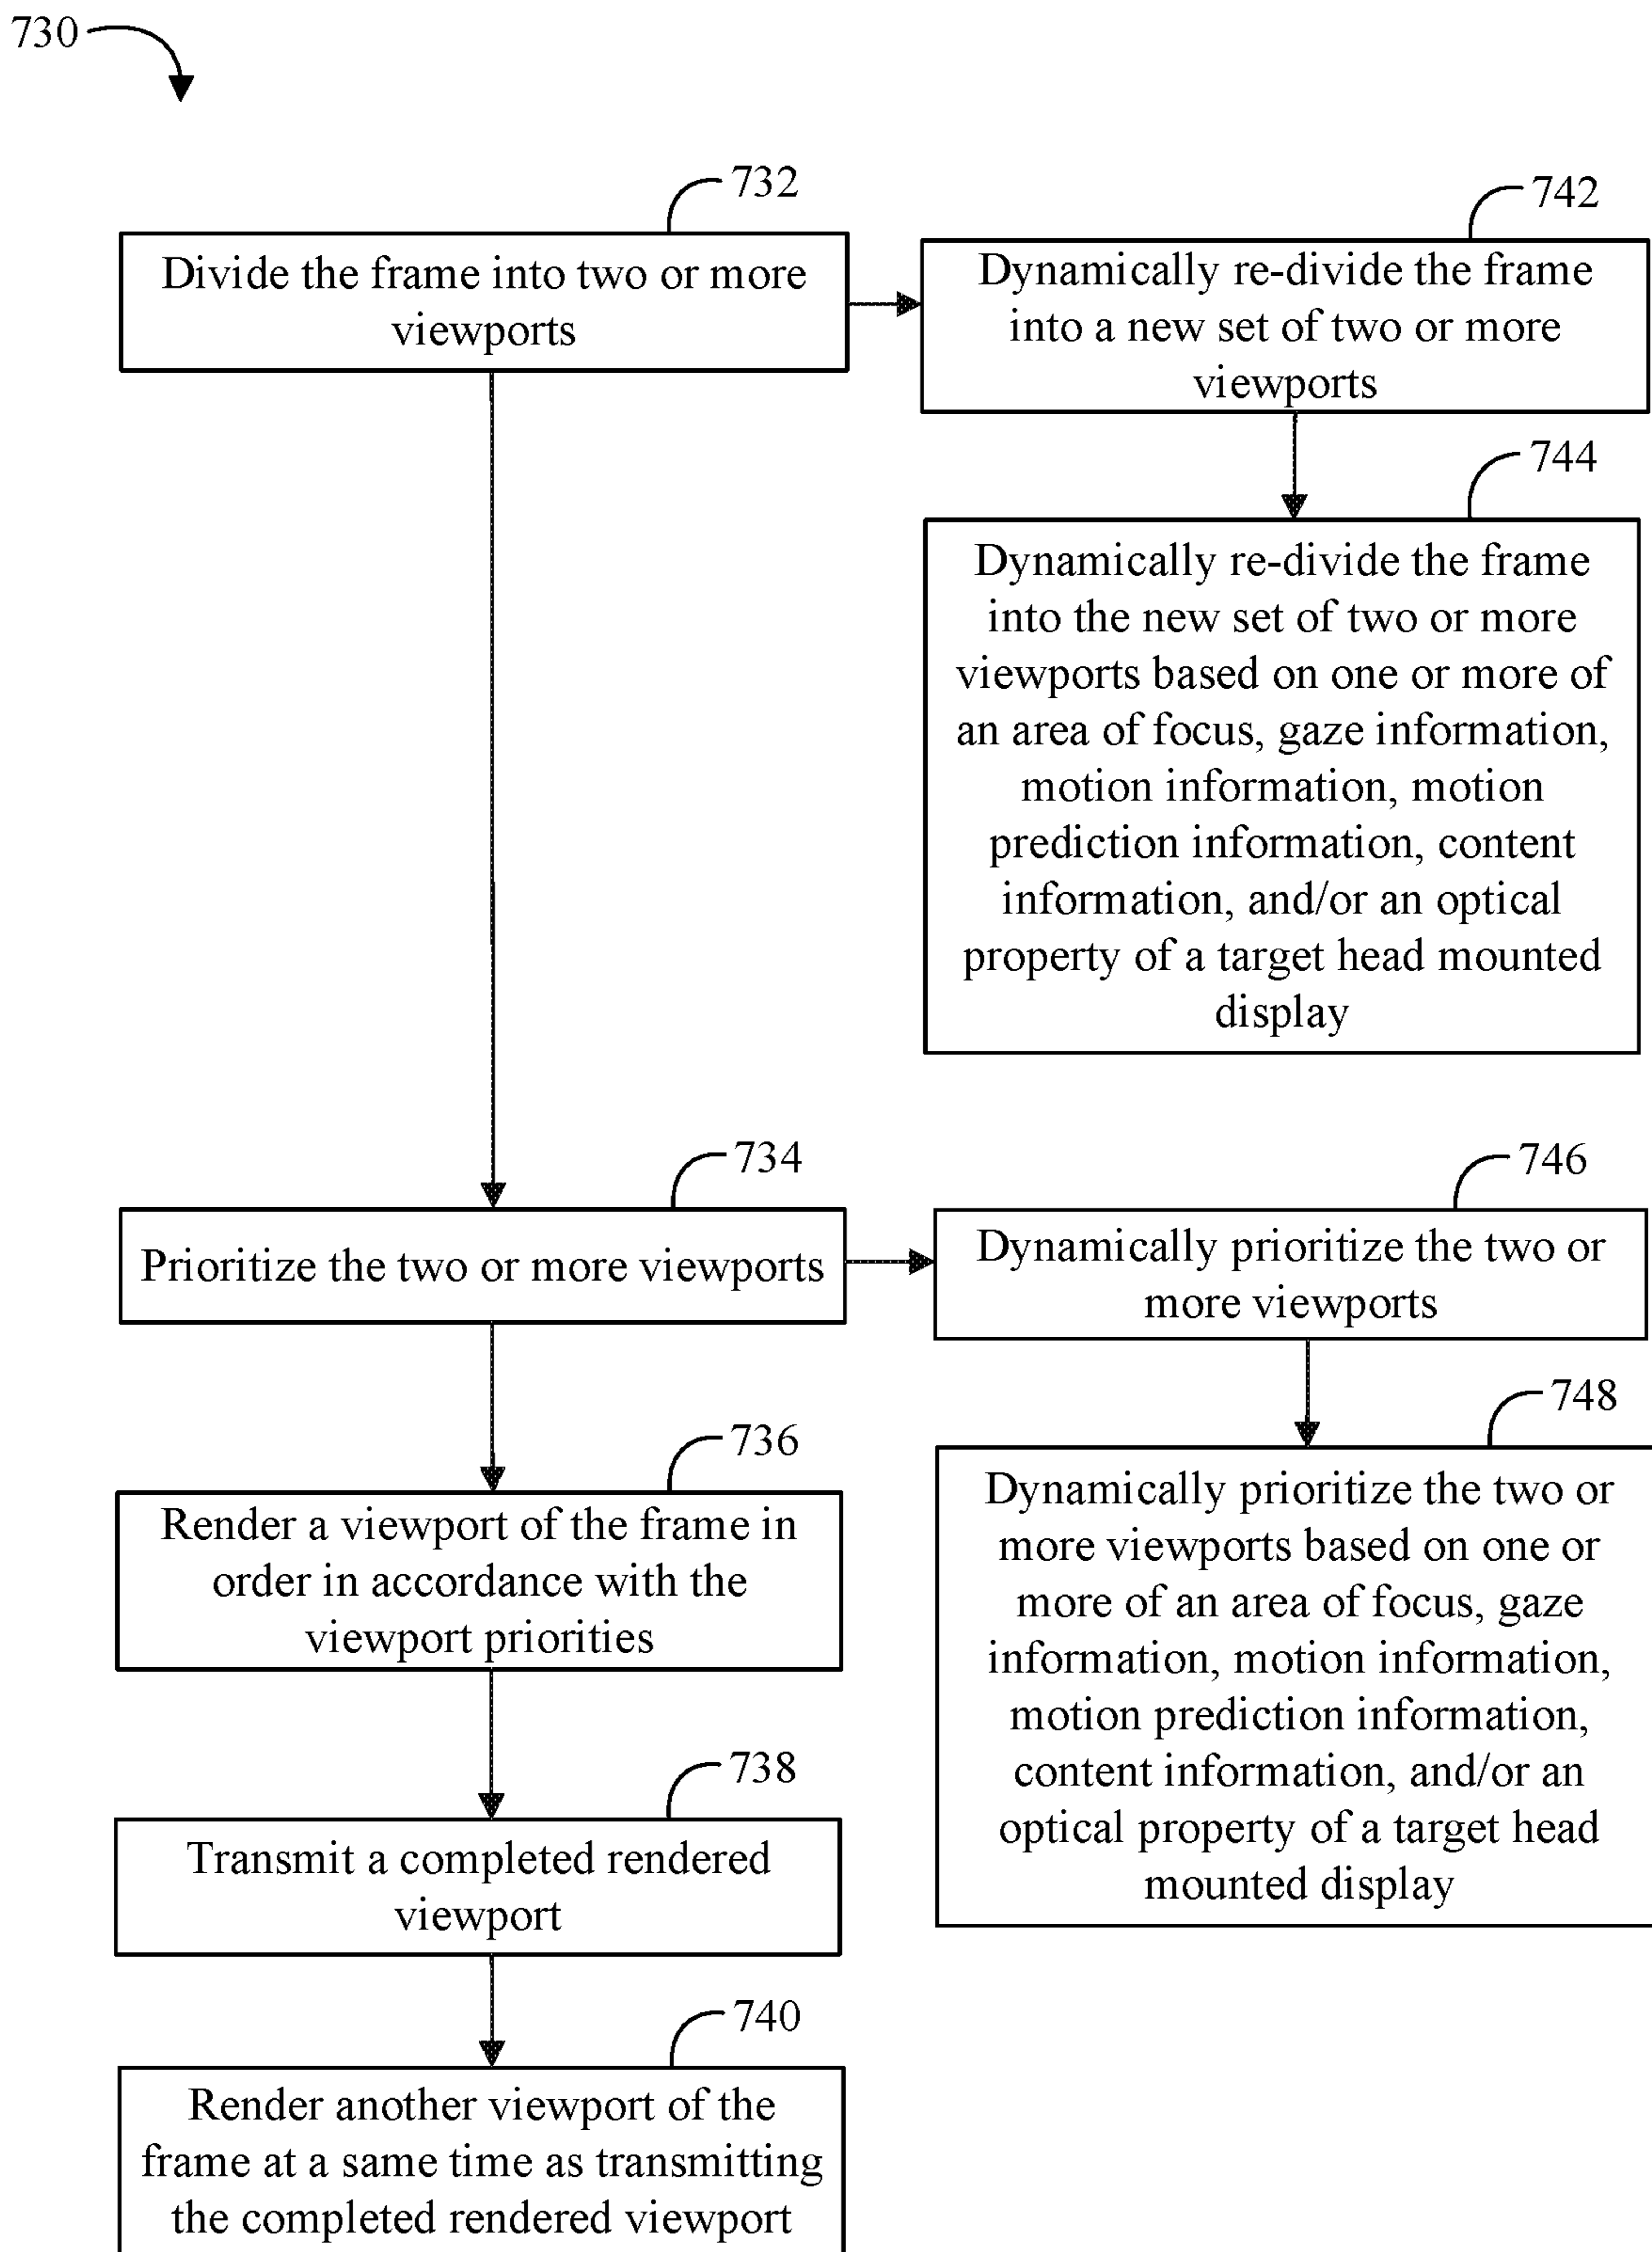 730
732
Divide the frame into two or more
viewports
742
Dynamically re-divide the frame
into a new set of two or more
viewports
744
Dynamically re-divide the frame
into the new set of two or more
viewports based on one or more of
an area of focus, gaze information,
motion information, motion
prediction information, content
information, and/or an optical
property of a target head mounted
display
734
Prioritize the two or more viewports
746
Dynamically prioritize the two or
more viewports
748
Dynamically prioritize the two or
more viewports based on one or
more of an area of focus, gaze
information, motion information,
motion prediction information,
content information, and/or an
optical property of a target head
mounted display
736
Render a viewport of the frame in
order in accordance with the
viewport priorities
738
Transmit a completed rendered
viewport
740
Render another viewport of the
frame at a same time as transmitting
the completed rendered viewport